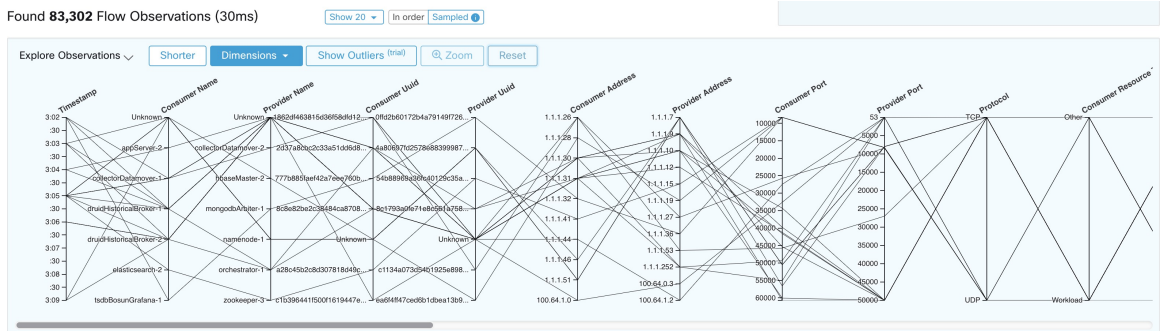 Found 83,302 Flow Observations (30ms)
Show 20
In order
Sampled
Explore Observations
Shorter
Dimensions
Show Outliers (trial)
Zoom
Reset
Timestamp
Consumer Name
Provider Name
Consumer Uuid
Provider Uuid
Consumer Address
Provider Address
Consumer Port
Provider Port
Protocol
Consumer Resource
3:02
:30
3:03
:30
3:04
:30
3:05
:30
3:06
:30
3:07
:30
3:08
:30
3:09
Unknown
appServer-2
collectorDatamover-1
druidHistoricalBroker-1
druidHistoricalBroker-2
elasticsearch-2
tsdbBosunGrafana-1
Unknown
collectorDatamover-2
hbaseMaster-2
mongodbArbiter-1
namenode-1
orchestrator-1
zookeeper-3
Unknown
Unknown
1.1.1.26
1.1.1.28
1.1.1.30
1.1.1.31
1.1.1.32
1.1.1.41
1.1.1.44
1.1.1.46
1.1.1.51
100.64.1.0
1.1.1.7
1.1.1.9
1.1.1.10
1.1.1.12
1.1.1.15
1.1.1.19
1.1.1.27
1.1.1.36
1.1.1.53
1.1.1.252
100.64.0.3
100.64.1.2
10000
15000
20000
25000
30000
35000
40000
45000
50000
55000
60000
53
5000
10000
15000
20000
25000
30000
35000
40000
45000
50000
TCP
UDP
Other
Workload